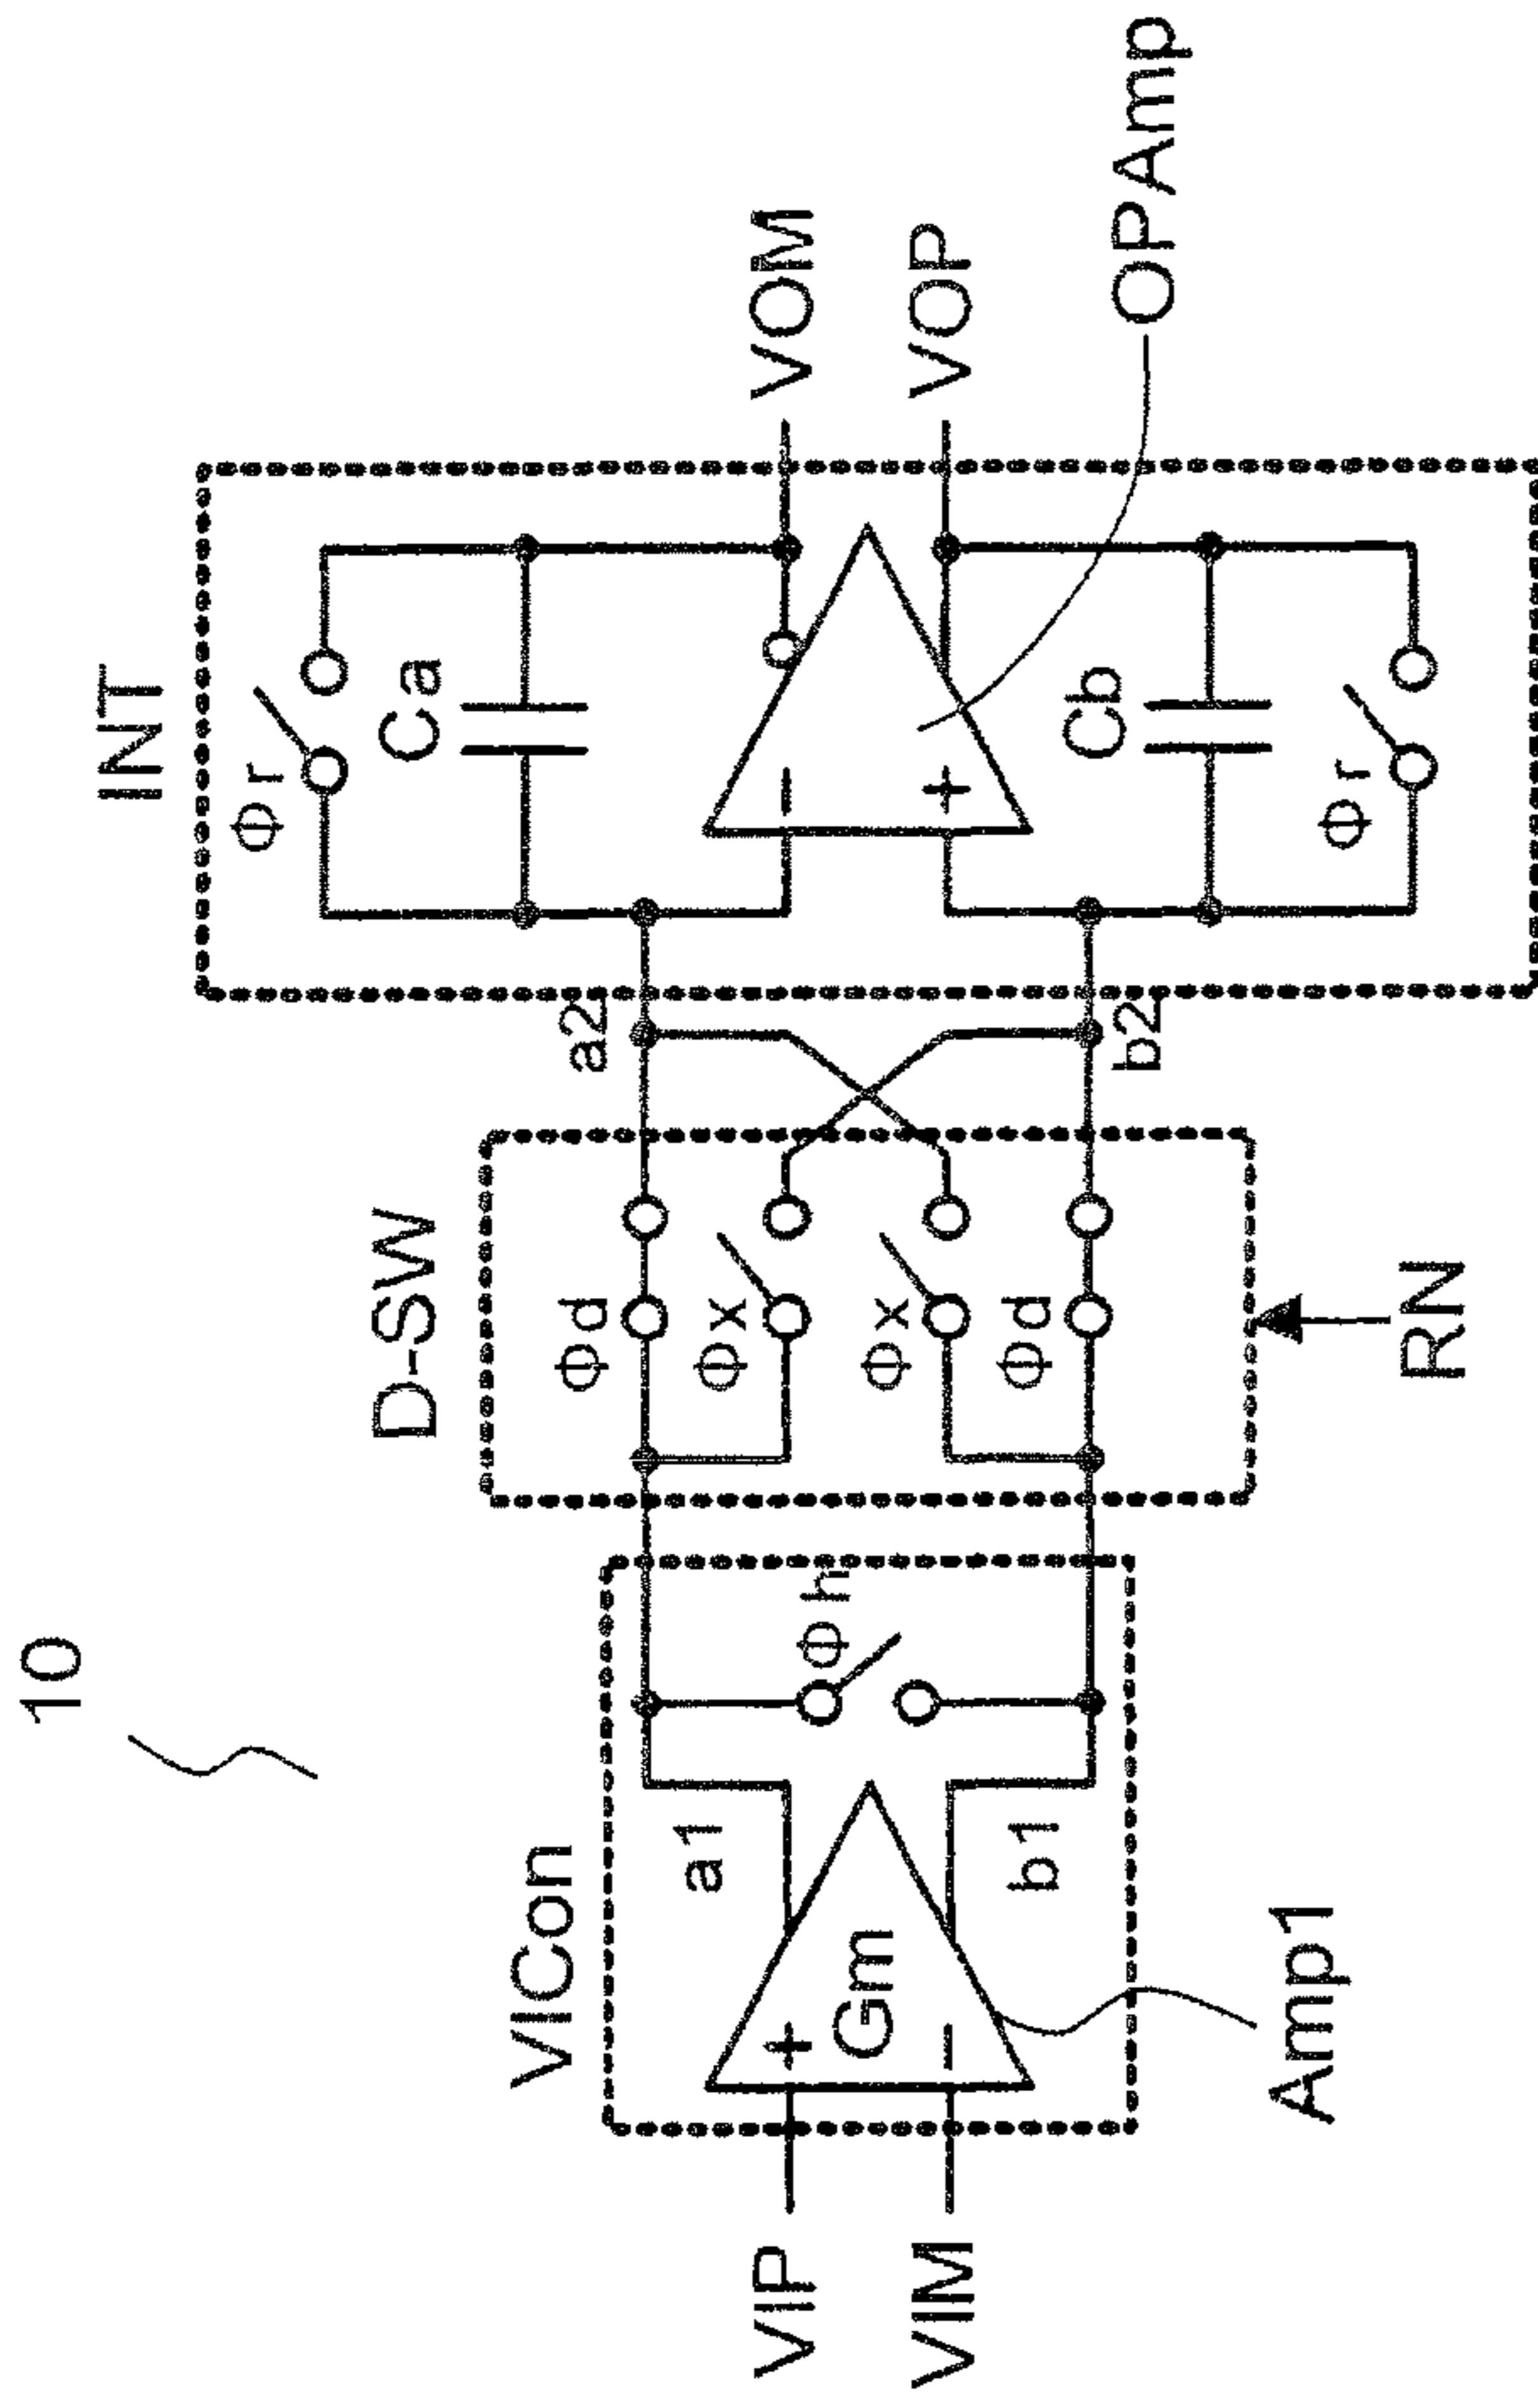 10
INT
Φr
Ca
D-SW
VICon
a2
Φd
a1
Φx
VIP
+
Gm
Φh
−
VOM
VIM
−
Φx
+
VOP
b1
Φd
b2
Cb
OPAmp
Amp1
RN
Φr